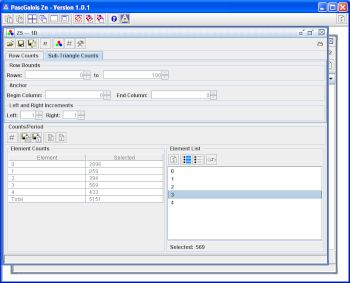 PascGalois Zn - Version 1.0.1
Z5 -- 1D
Z5
Row Counts
Sub-Triangle Counts
Row Bounds
Rows: 0 to 100
Anchor
Begin Column: 0 End Column: 0
Left and Right Increments
Left: 1 Right: 1
Counts/Period
Element Counts
Element Selected
0
1 859
2 394
3 569
4 433
Total 5151
Element List
0
1
2
3
4
Selected: 569